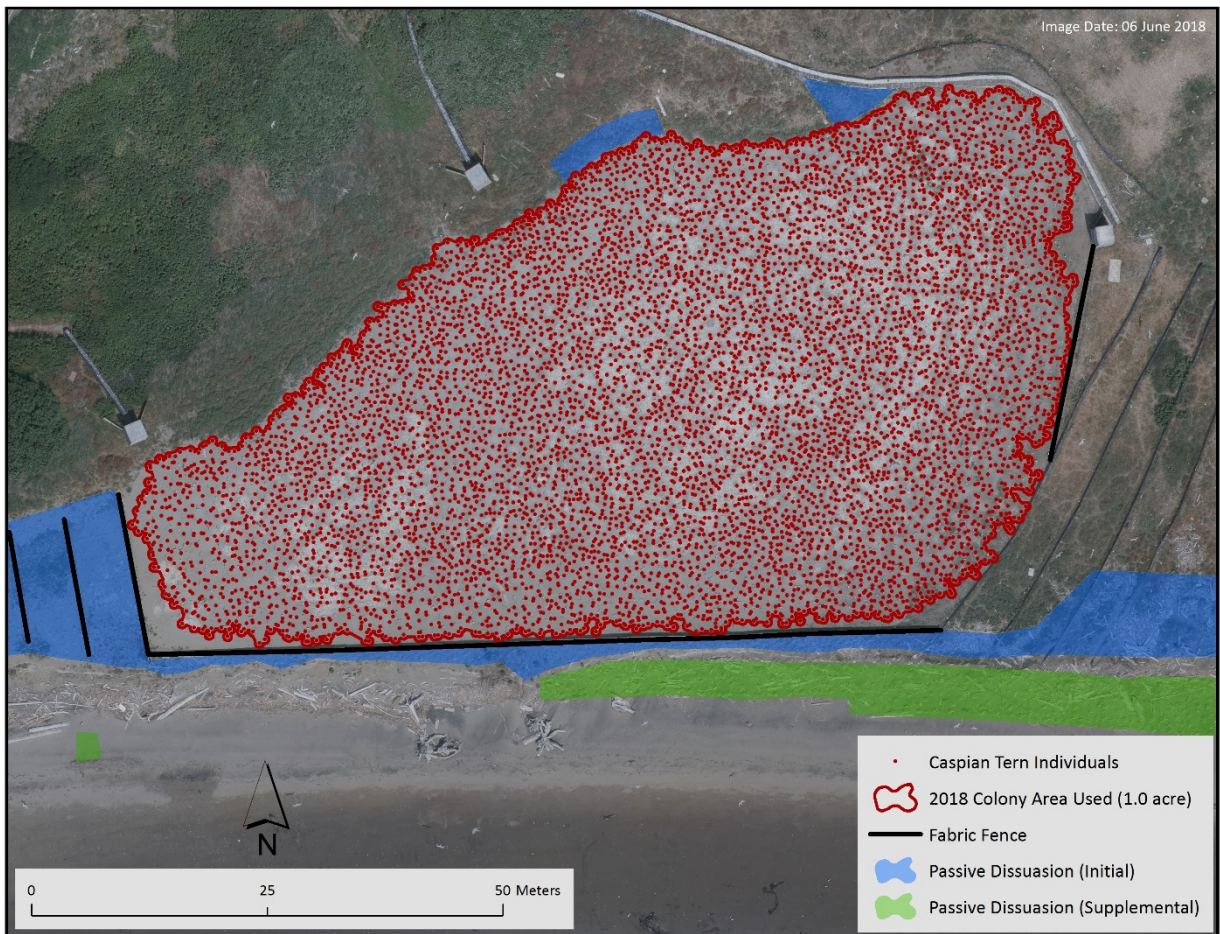 Image Date: 06 June 2018
Caspian Tern Individuals
2018 Colony Area Used (1.0 acre)
Fabric Fence
Passive Dissuasion (Initial)
Passive Dissuasion (Supplemental)
N
0 25 50 Meters